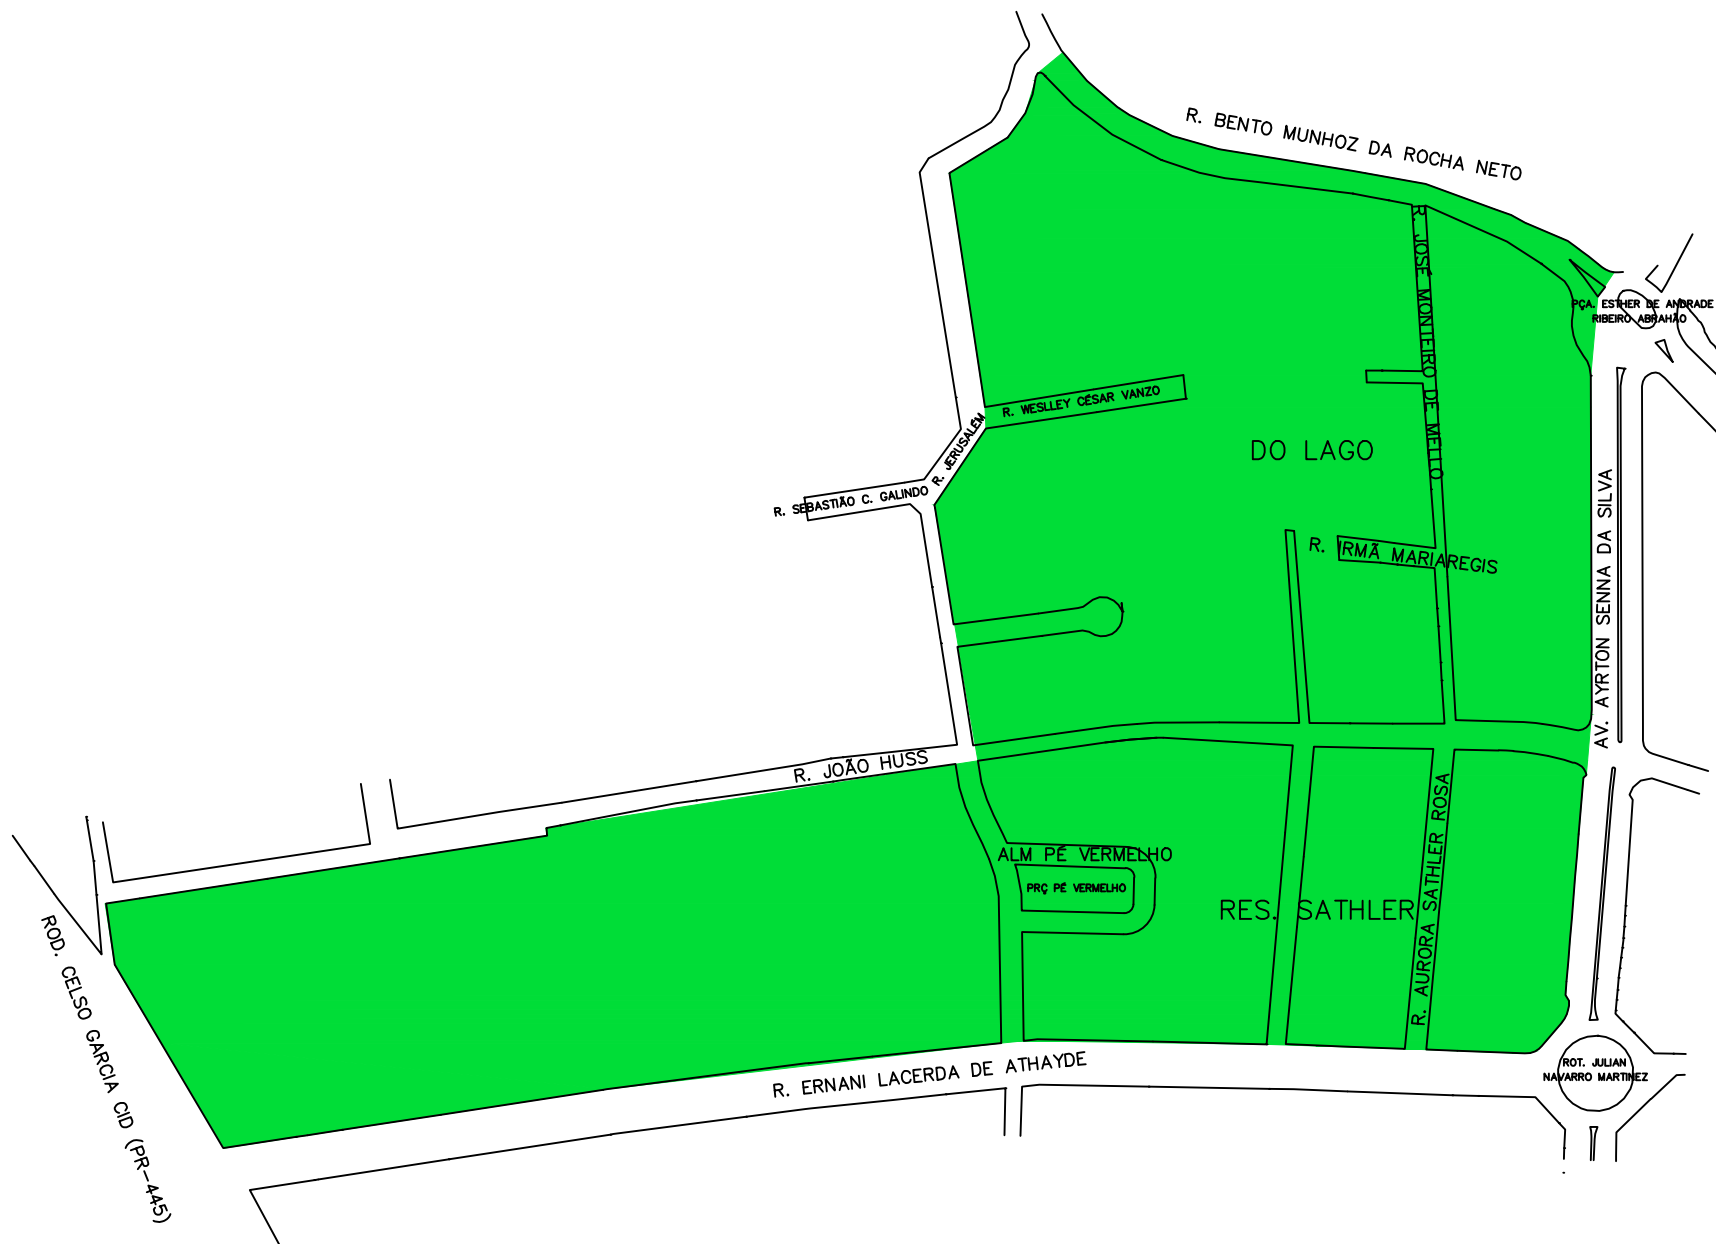 R. BENTO MUNHOZ DA ROCHA NETO
R. JOSÉ MONTEIRO DE MELLO
PÇA. ESTHER DE ANDRADE
RIBEIRO ABRAHÃO
R. WESLLEY CÉSAR VANZO
R. JERUSALÉM
DO LAGO
R. SEBASTIÃO C. GALINDO
AV. AYRTON SENNA DA SILVA
R. IRMÃ MARIAREGIS
R. JOÃO HUSS
ALM PÉ VERMELHO
PRÇ PÉ VERMELHO
RES. SATHLER
R. AURORA SATHLER ROSA
ROD. CELSO GARCIA CID (PR-445)
R. ERNANI LACERDA DE ATHAYDE
ROT. JULIAN
NAVARRO MARTINEZ